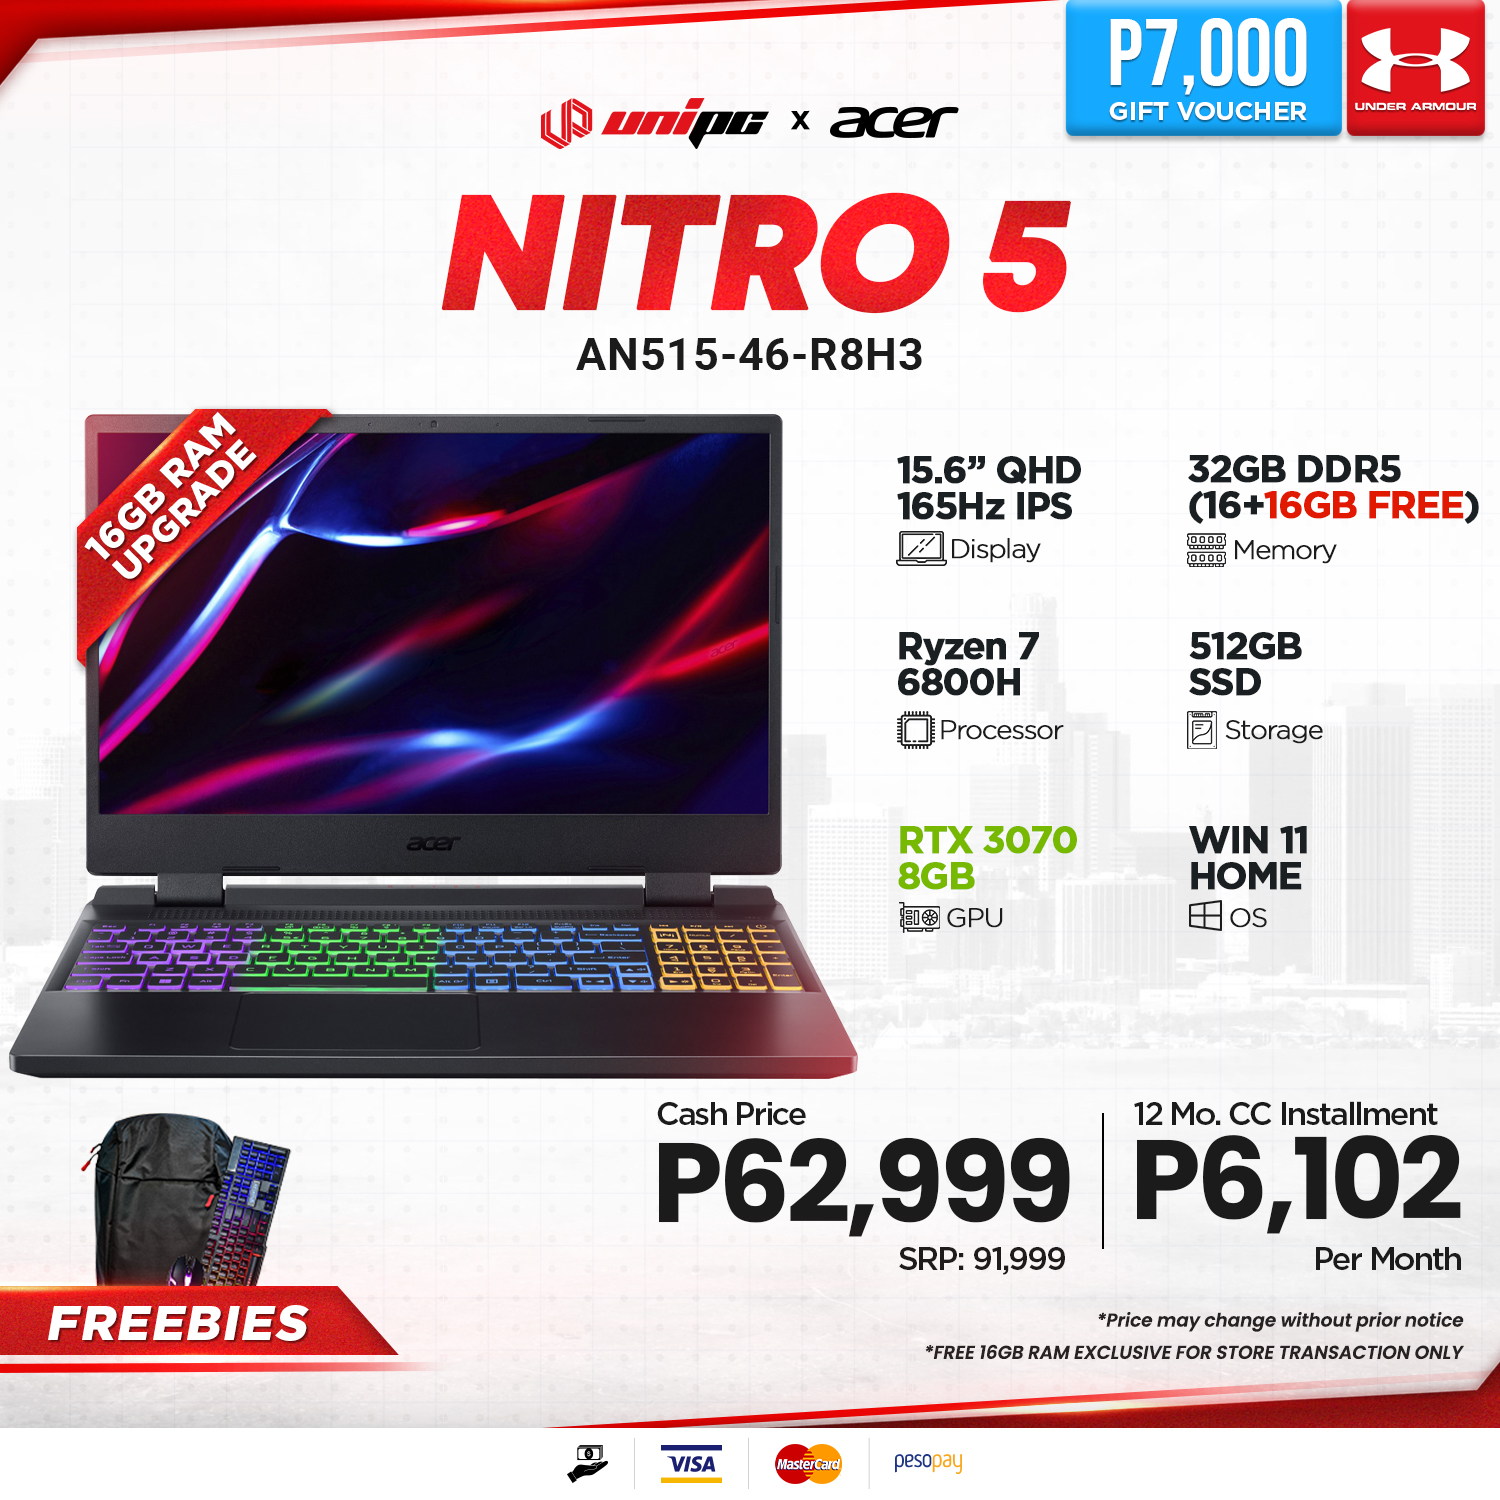 P7,000
GIFT VOUCHER
UNDER ARMOUR
unipc x acer
NITRO 5
AN515-46-R8H3
16GB RAM
UPGRADE
15.6” QHD
165Hz IPS
Display
32GB DDR5
(16+16GB FREE)
Memory
Ryzen 7
6800H
Processor
512GB
SSD
Storage
RTX 3070
8GB
GPU
WIN 11
HOME
OS
acer
acer
Cash Price
P62,999
SRP: 91,999
12 Mo. CC Installment
P6,102
Per Month
FREEBIES
*Price may change without prior notice
*FREE 16GB RAM EXCLUSIVE FOR STORE TRANSACTION ONLY
VISA
MasterCard
pesopay